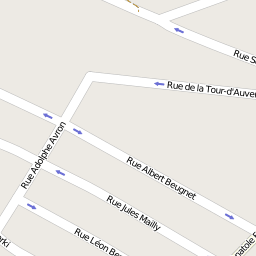 Rue S
Rue de la Tour-d'Auve
Rue Adolphe Avron
Rue Albert Beugnet
Rue Jules Mailly
Rue Léon Be
rki
natole